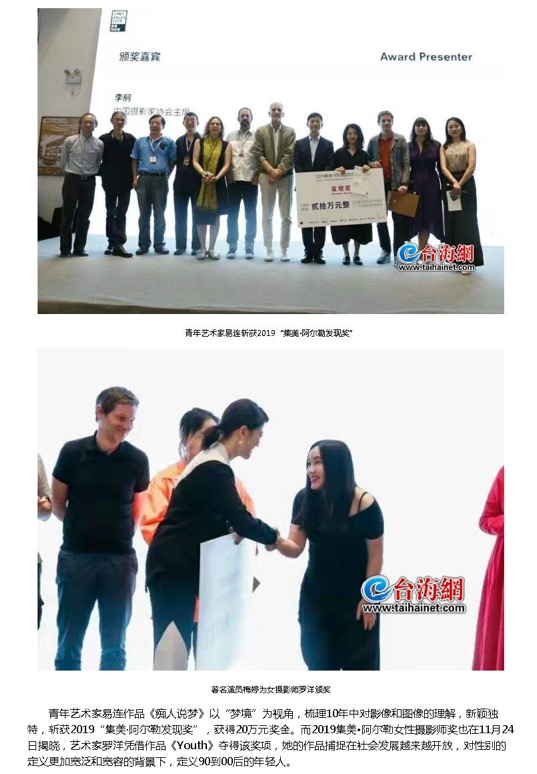 颁奖嘉宾
Award Presenter
李舸
中国摄影家协会主席
发现奖
贰拾万元整
台海網
www.taihainet.com
青年艺术家易连斩获2019“集美·阿尔勒发现奖”
台海網
www.taihainet.com
著名演员梅婷为女摄影师罗洋颁奖
青年艺术家易连作品《痴人说梦》以“梦境”为视角，梳理10年中对影像和图像的理解，新颖独
特，斩获2019“集美·阿尔勒发现奖”，获得20万元奖金。而2019集美·阿尔勒女性摄影师奖也在11月24
日揭晓，艺术家罗洋凭借作品《Youth》夺得该奖项，她的作品捕捉在社会发展越来越开放，对性别的
定义更加宽泛和宽容的背景下，定义90到00后的年轻人。